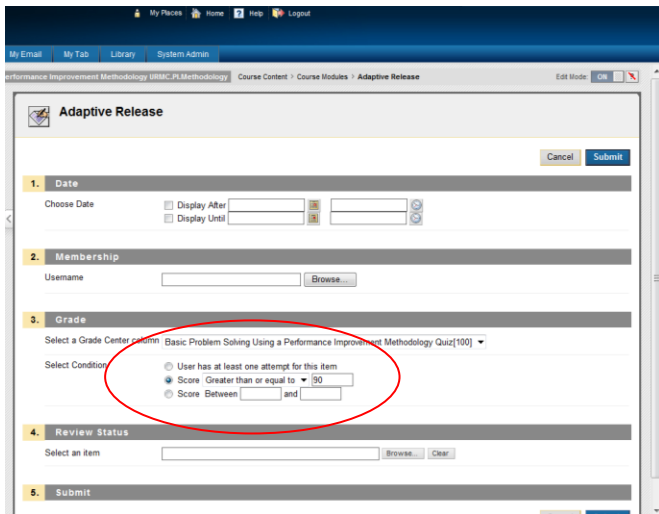 My Places Home ? Help Logout
My Email My Tab Library System Admin
erformance Improvement Methodology URMC.PI.Methodology Course Content > Course Modules > Adaptive Release Edit Mode: ON
Adaptive Release
Cancel Submit
1. Date
Choose Date Display After
Display Until
2. Membership
Username Browse...
3. Grade
Select a Grade Center column Basic Problem Solving Using a Performance Improvement Methodology Quiz[100]
Select Condition User has at least one attempt for this item
Score Greater than or equal to 90
Score Between and
4. Review Status
Select an item Browse... Clear
5. Submit